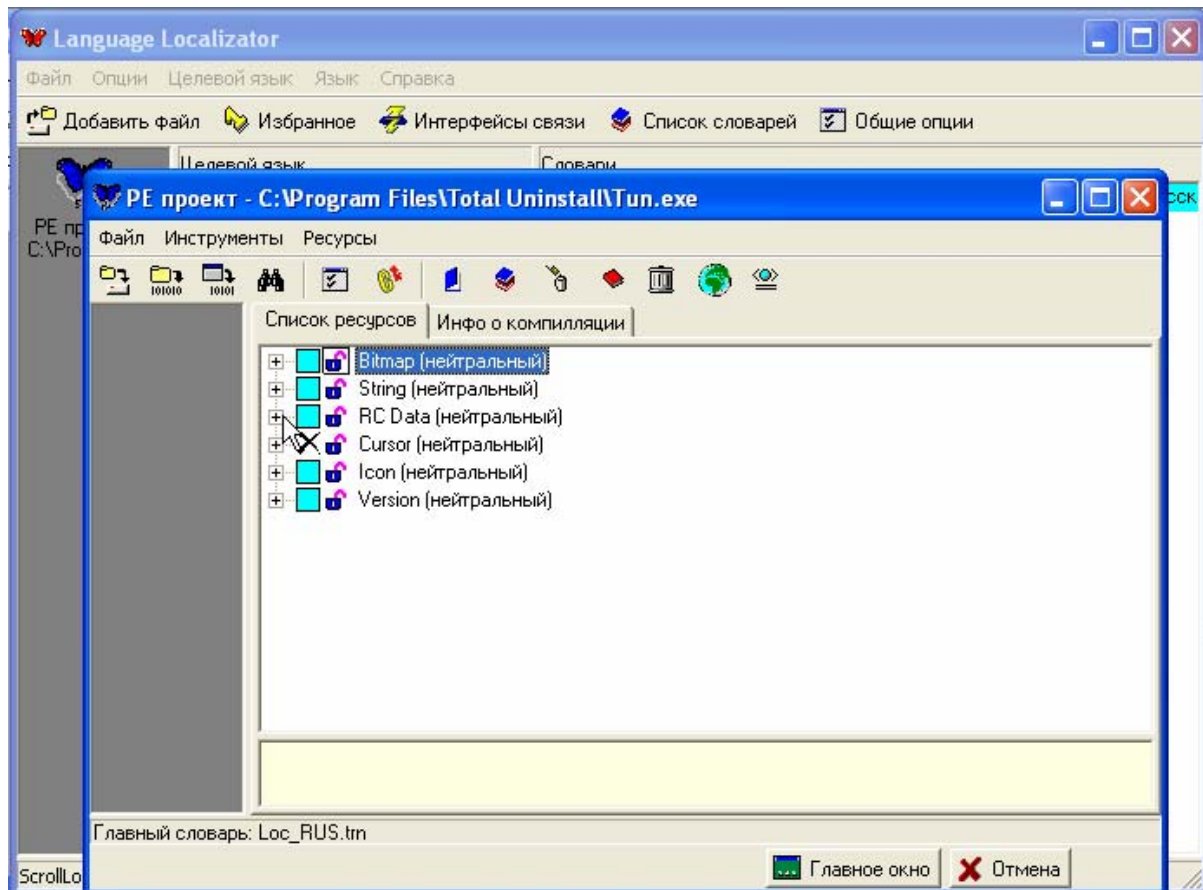 Language Localizator
Файл Опции Целевой язык Язык Справка
Добавить файл Избранное Интерфейсы связи Список словарей Общие опции
Целевой язык Словари
PE проект - C:\Program Files\Total Uninstall\Tun.exe
Файл Инструменты Ресурсы
10101
Список ресурсов Инфо о компилляции
Bitmap (нейтральный)
String (нейтральный)
RC Data (нейтральный)
Cursor (нейтральный)
Icon (нейтральный)
Version (нейтральный)
Главный словарь: Loc_RUS.trn
Главное окно Отмена